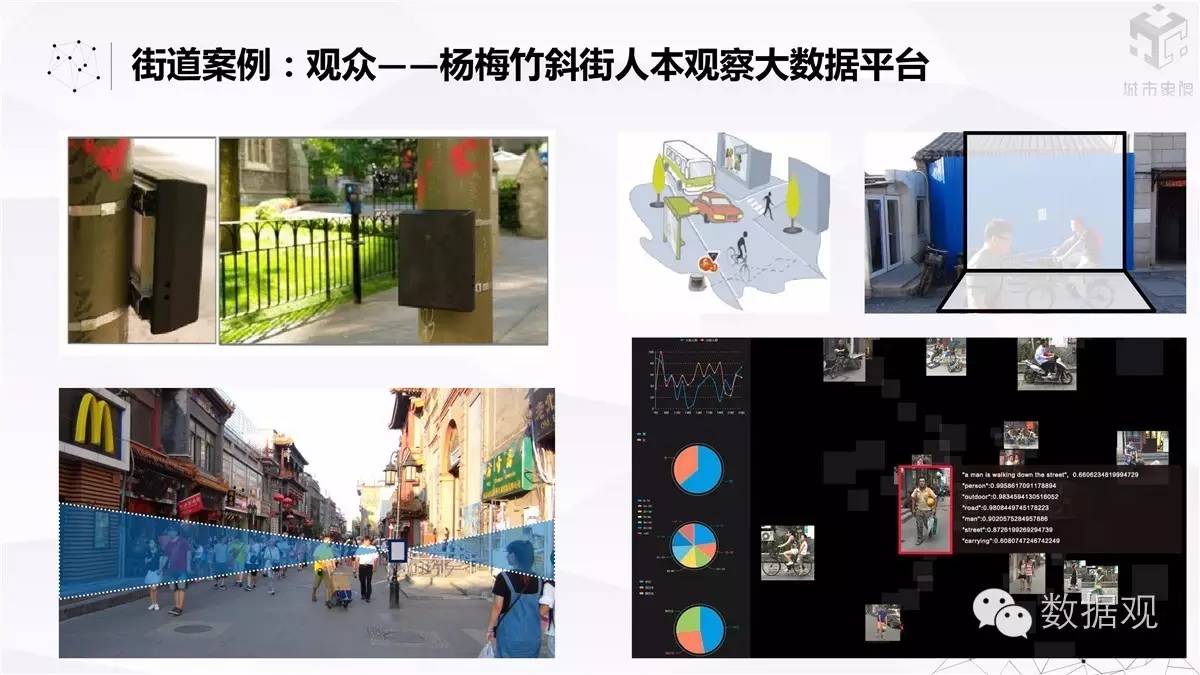 街道案例：观众——杨梅竹斜街人本观察大数据平台
城市象限
"a man is walking down the street", 0.6606234819994729
"person":0.99586191178894
"outdoor":0.9834594130516052
"road":0.9808449745178223
"man":0.9020575284957886
"street":0.8726199269294739
"carrying":0.6080747246742249
数据观